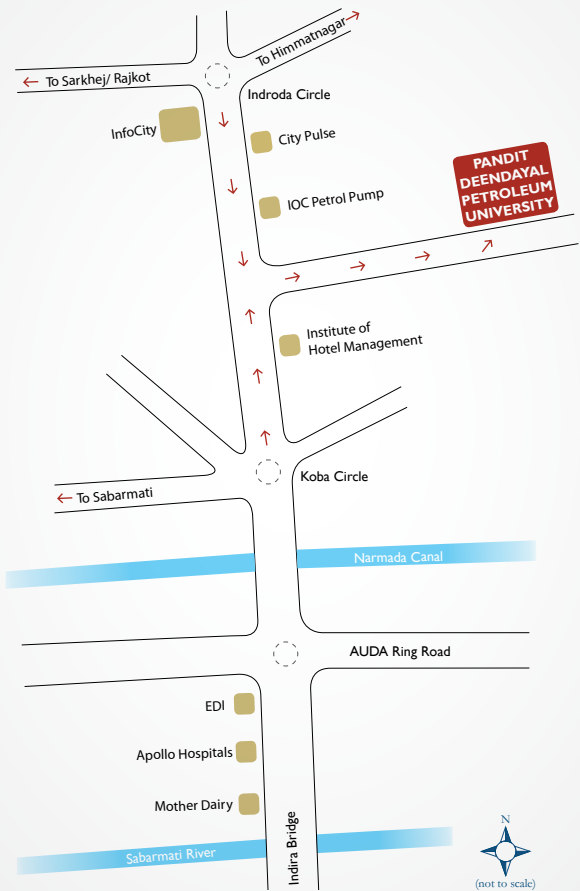 To Himmatnagar
To Sarkhej/ Rajkot
Indroda Circle
InfoCity
City Pulse
PANDIT
DEENDAYAL
PETROLEUM
UNIVERSITY
IOC Petrol Pump
Institute of
Hotel Management
Koba Circle
To Sabarmati
Narmada Canal
AUDA Ring Road
EDI
Apollo Hospitals
Mother Dairy
Indira Bridge
Sabarmati River
N
(not to scale)